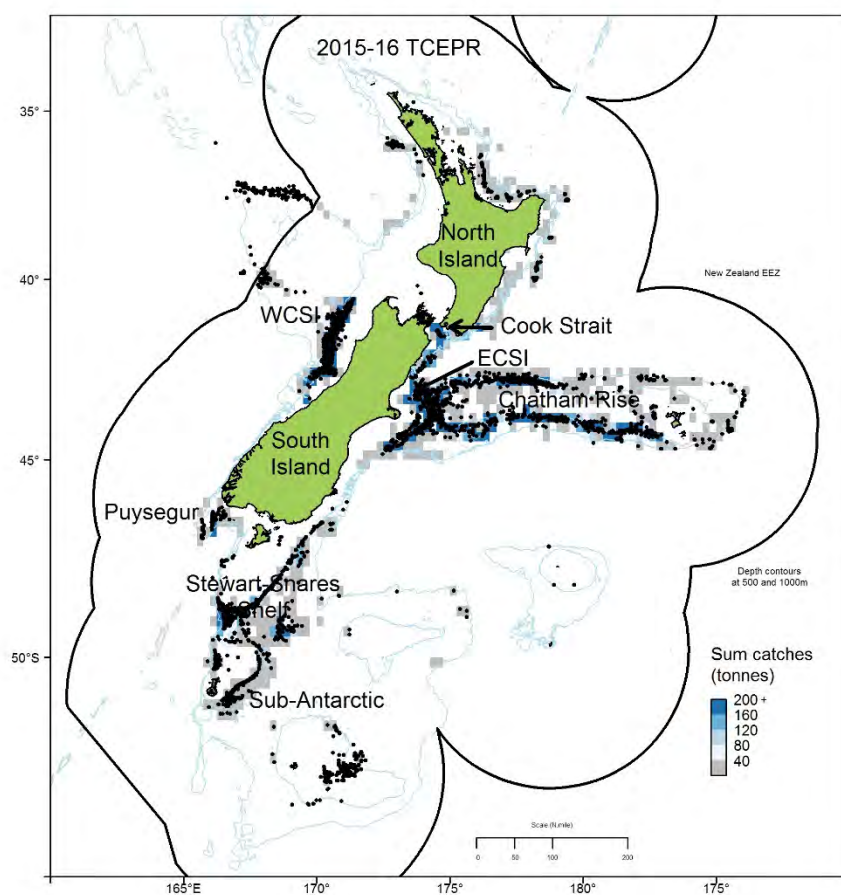 2015-16 TCEPR
35°
North
Island
40°
New Zealand EEZ
WCSI
Cook Strait
ECSI
Chatham Rise
South
Island
45°
Puysegur
Depth contours
at 500 and 1000m
Stewart-Snares
Shelf
50°S
Sum catches
(tonnes)
200 +
160
120
80
40
Sub-Antarctic
Scale (N.mile)
0 50 100 200
165°E 170° 175° 180° 175°